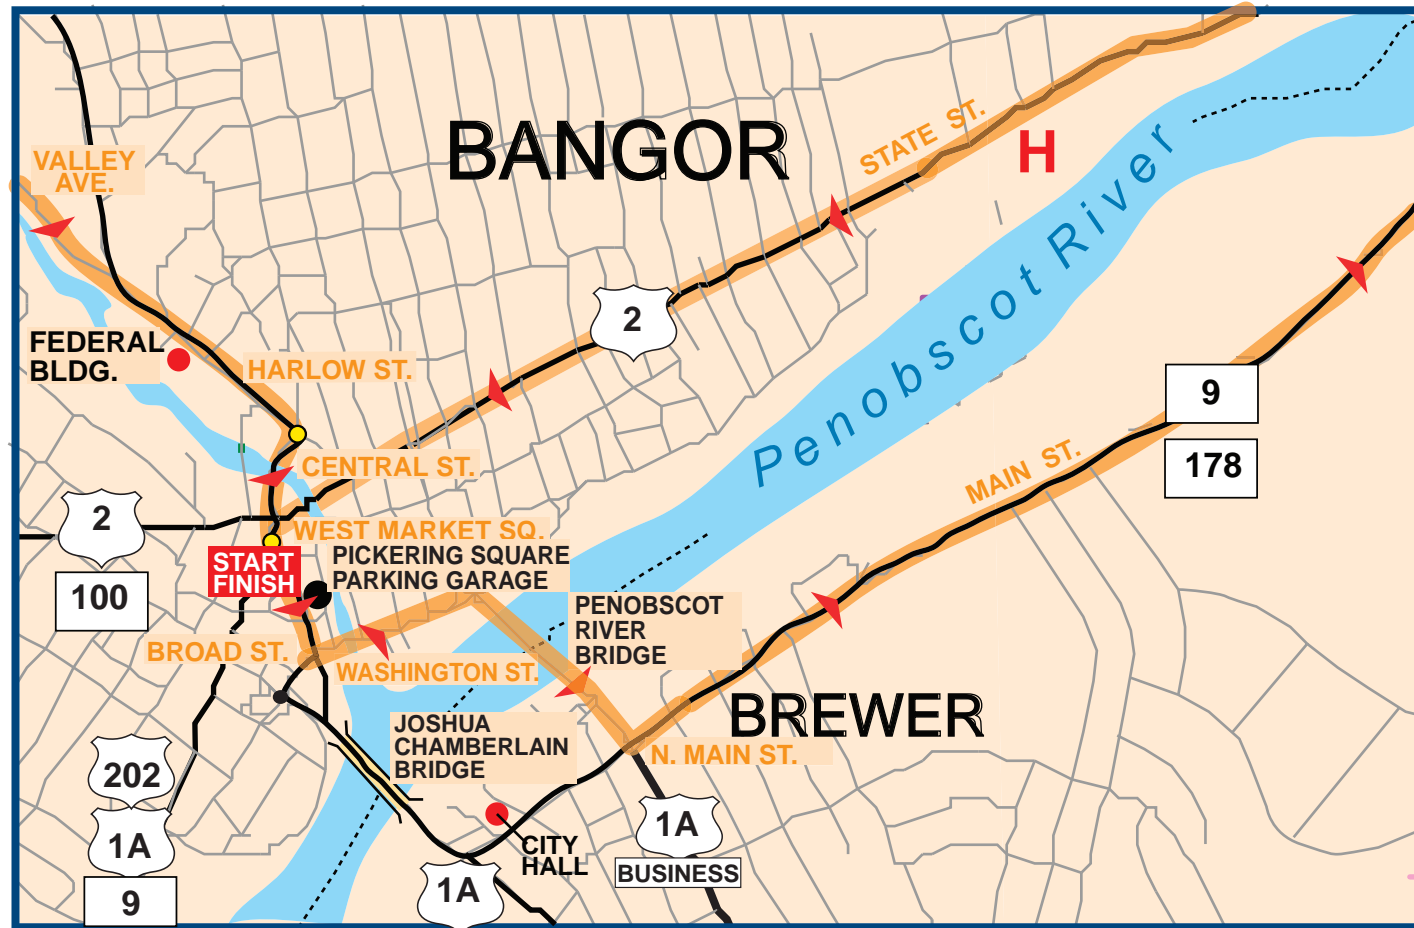 BANGOR
STATE ST.
H
VALLEY
AVE.
Penobscot River
2
FEDERAL
BLDG.
HARLOW ST.
9
178
CENTRAL ST.
MAIN ST.
2
100
WEST MARKET SQ.
START
FINISH
PICKERING SQUARE
PARKING GARAGE
PENOBSCOT
RIVER
BRIDGE
BROAD ST.
WASHINGTON ST.
BREWER
JOSHUA
CHAMBERLAIN
BRIDGE
N. MAIN ST.
202
1A
9
CITY
HALL
1A
1A
BUSINESS